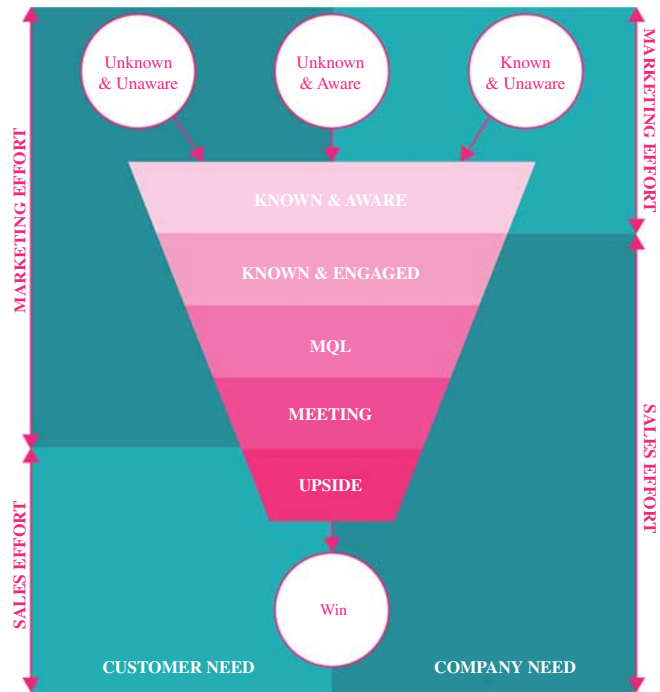 Unknown
& Unaware
Unknown
& Aware
Known
& Unaware
MARKETING EFFORT
MARKETING EFFORT
KNOWN & AWARE
KNOWN & ENGAGED
MQL
MEETING
UPSIDE
SALES EFFORT
SALES EFFORT
Win
CUSTOMER NEED
COMPANY NEED